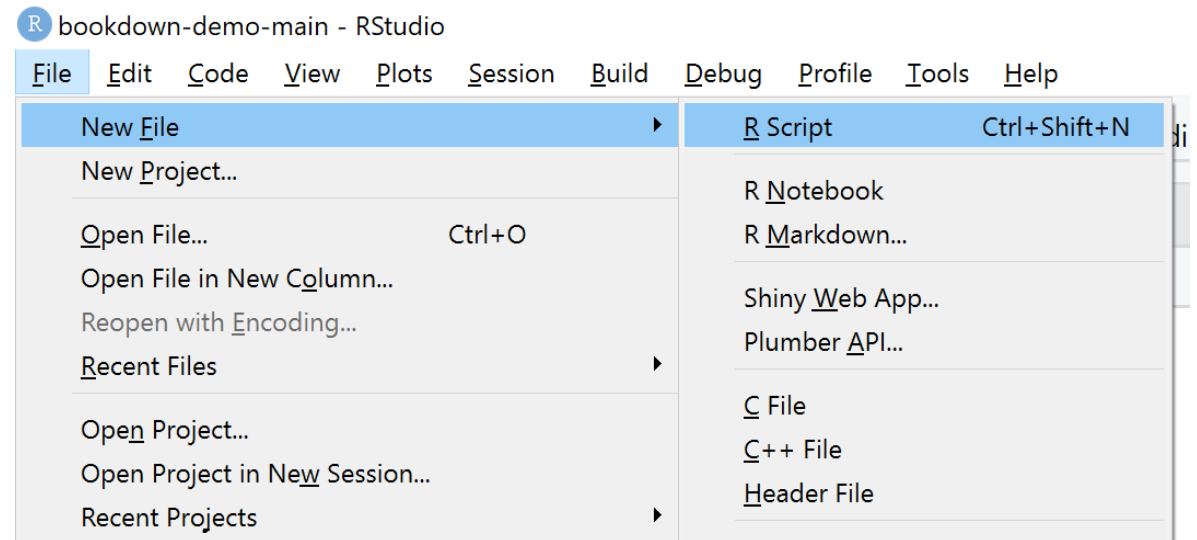 R bookdown-demo-main - RStudio
File Edit Code View Plots Session Build Debug Profile Tools Help
New File
New Project...
Open File... Ctrl+O
Open File in New Column...
Reopen with Encoding...
Recent Files
Open Project...
Open Project in New Session...
Recent Projects
R Script Ctrl+Shift+N
R Notebook
R Markdown...
Shiny Web App...
Plumber API...
C File
C++ File
Header File